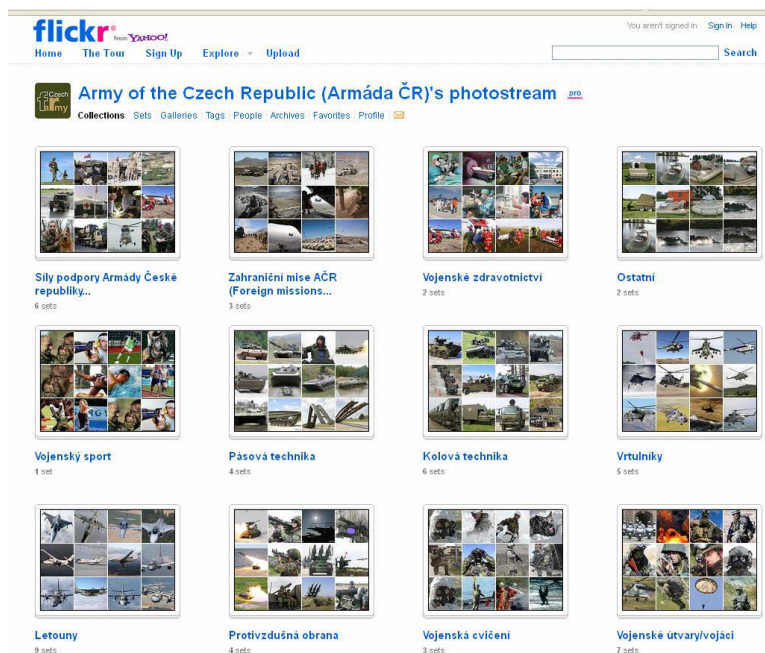 flickr® from YAHOO!
You aren't signed in Sign In Help
Home The Tour Sign Up Explore Upload
Search
Czech
army
Army of the Czech Republic (Armáda ČR)'s photostream pro
Collections Sets Galleries Tags People Archives Favorites Profile
Síly podpory Armády České
republiky...
6 sets
Zahraniční mise AČR
(Foreign missions...
3 sets
Vojenské zdravotnictví
2 sets
Ostatní
2 sets
Vojenský sport
1 set
Pásová technika
4 sets
Kolová technika
6 sets
Vrtulníky
5 sets
Letouny
9 sets
Protivzdušná obrana
4 sets
Vojenská cvičení
3 sets
Vojenské útvary/vojáci
7 sets